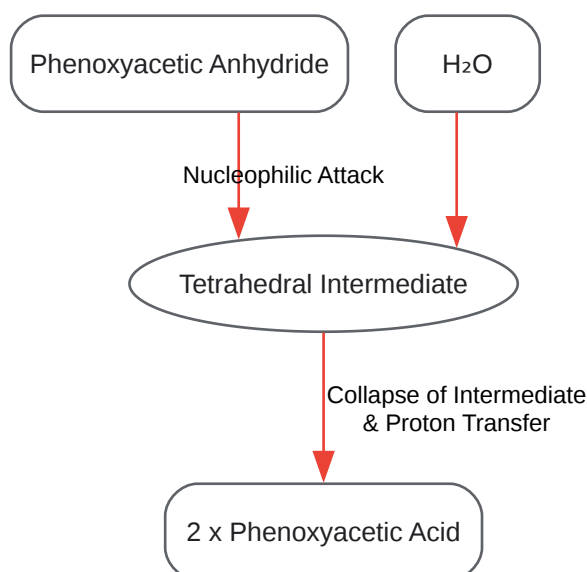 Phenoxyacetic Anhydride
H₂O
Nucleophilic Attack
Tetrahedral Intermediate
Collapse of Intermediate
& Proton Transfer
2 x Phenoxyacetic Acid